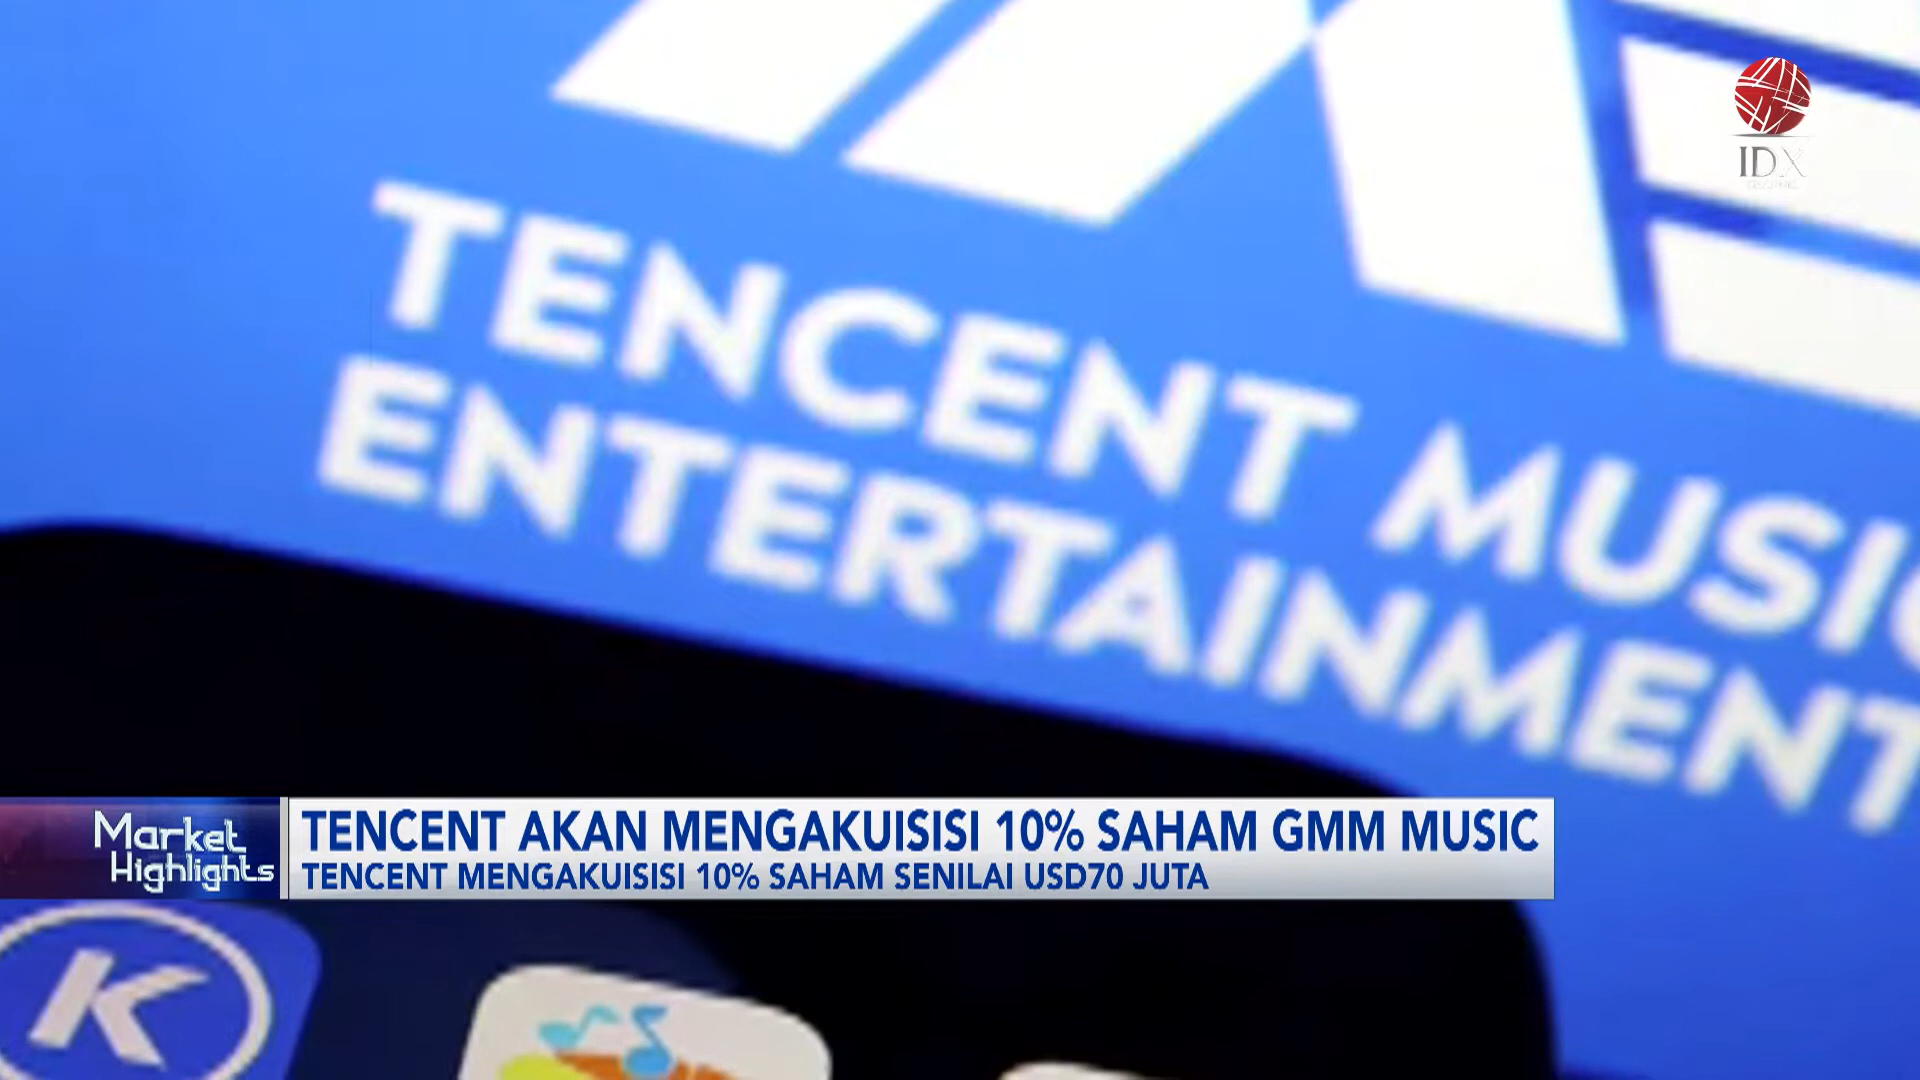 IDX
TENCENT MUSIC
ENTERTAINMENT
Market
Highlights
TENCENT AKAN MENGAKUISISI 10% SAHAM GMM MUSIC
TENCENT MENGAKUISISI 10% SAHAM SENILAI USD70 JUTA
K